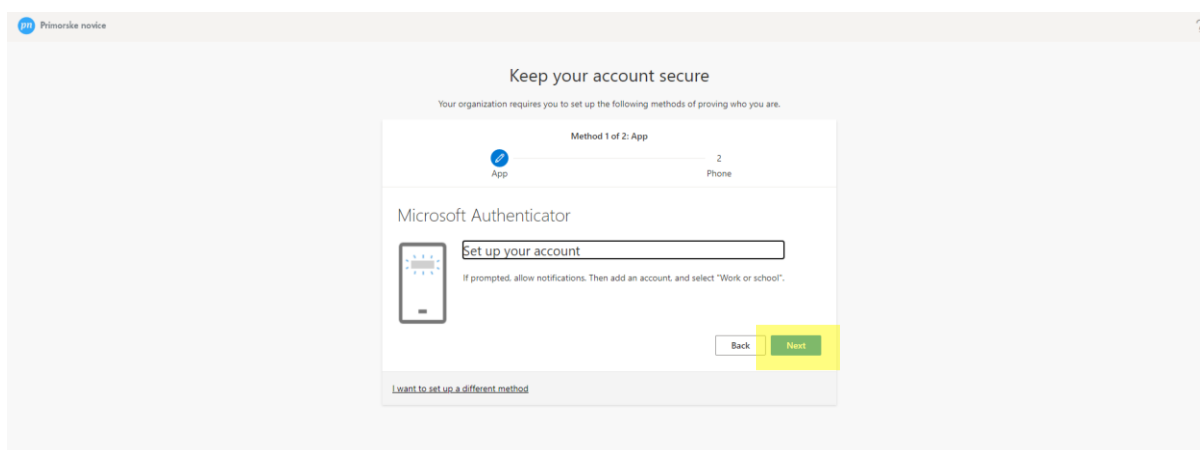 pn Primorske novice
?
Keep your account secure
Your organization requires you to set up the following methods of proving who you are.
Method 1 of 2: App
2
App
Phone
Microsoft Authenticator
Set up your account
If prompted, allow notifications. Then add an account, and select "Work or school".
Back
Next
I want to set up a different method